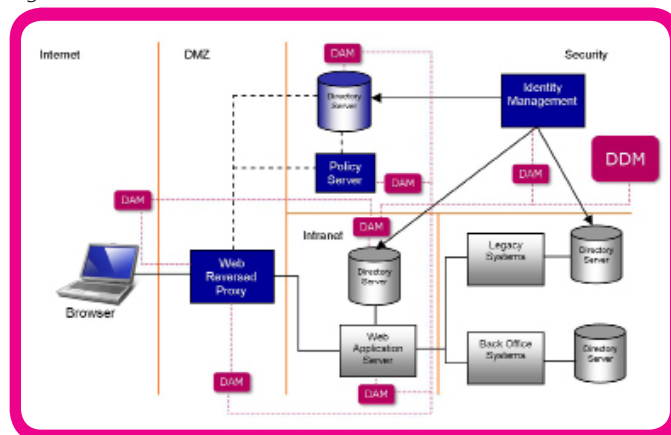 Internet
DMZ
DAM
Security
Directory
Server
Identity
Management
Policy
Server
DAM
DAM
DDM
DAM
DAM
Intranet
Web
Reversed
Proxy
Directory
Server
Legacy
Systems
Directory
Server
Browser
Web
Application
Server
Back Office
Systems
Directory
Server
DAM
DAM